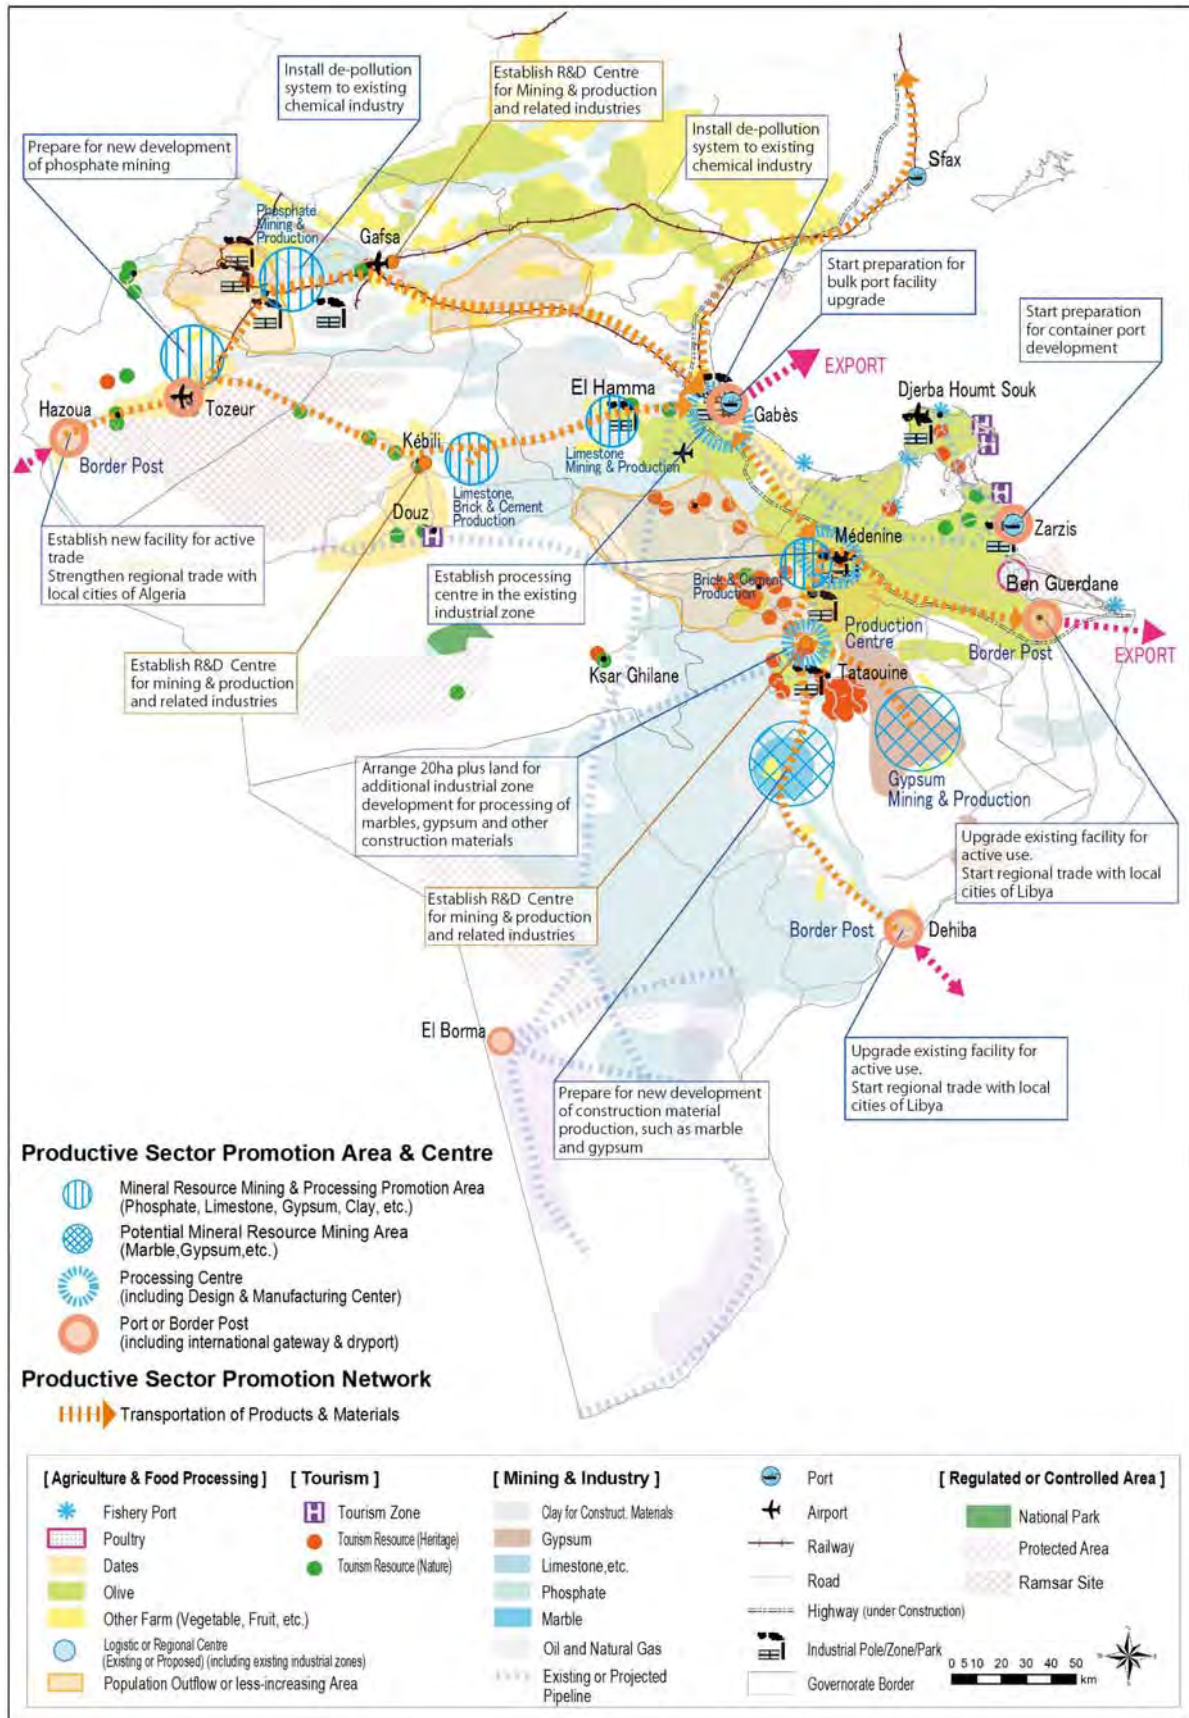 Install de-pollution
system to existing
chemical industry
Establish R&D Centre
for Mining & production
and related industries
Install de-pollution
system to existing
chemical industry
Prepare for new development
of phosphate mining
Sfax
Phosphate
Mining &
Production
Gafsa
Start preparation for
bulk port facility
upgrade
Start preparation
for container port
development
EXPORT
El Hamma
Djerba Houmt Souk
Hazoua
Tozeur
Gabès
Kébili
Border Post
Limestone
Mining & Production
Limestone,
Brick & Cement
Production
Douz
Médenine
Zarzis
Establish new facility for active
trade
Strengthen regional trade with
local cities of Algeria
Establish processing
centre in the existing
industrial zone
Brick & Cement
Production
Ben Guerdane
Production
Centre
Border Post
EXPORT
Establish R&D Centre
for mining & production
and related industries
Ksar Ghilane
Tataouine
Arrange 20ha plus land for
additional industrial zone
development for processing of
marbles, gypsum and other
construction materials
Gypsum
Mining & Production
Upgrade existing facility for
active use.
Start regional trade with local
cities of Libya
Establish R&D Centre
for mining & production
and related industries
Border Post
Dehiba
El Borma
Upgrade existing facility for
active use.
Start regional trade with local
cities of Libya
Prepare for new development
of construction material
production, such as marble
and gypsum
Productive Sector Promotion Area & Centre
Mineral Resource Mining & Processing Promotion Area
(Phosphate, Limestone, Gypsum, Clay, etc.)
Potential Mineral Resource Mining Area
(Marble,Gypsum,etc.)
Processing Centre
(including Design & Manufacturing Center)
Port or Border Post
(including international gateway & dryport)
Productive Sector Promotion Network
Transportation of Products & Materials
[ Agriculture & Food Processing ]
Fishery Port
Poultry
Dates
Olive
Other Farm (Vegetable, Fruit, etc.)
Logistic or Regional Centre
(Existing or Proposed) (including existing industrial zones)
Population Outflow or less-increasing Area
[ Tourism ]
H Tourism Zone
Tourism Resource (Heritage)
Tourism Resource (Nature)
[ Mining & Industry ]
Clay for Construct. Materials
Gypsum
Limestone,etc.
Phosphate
Marble
Oil and Natural Gas
Existing or Projected
Pipeline
Port
Airport
Railway
Road
Highway (under Construction)
Industrial Pole/Zone/Park
Governorate Border
[ Regulated or Controlled Area ]
National Park
Protected Area
Ramsar Site
0 5 10 20 30 40 50
km